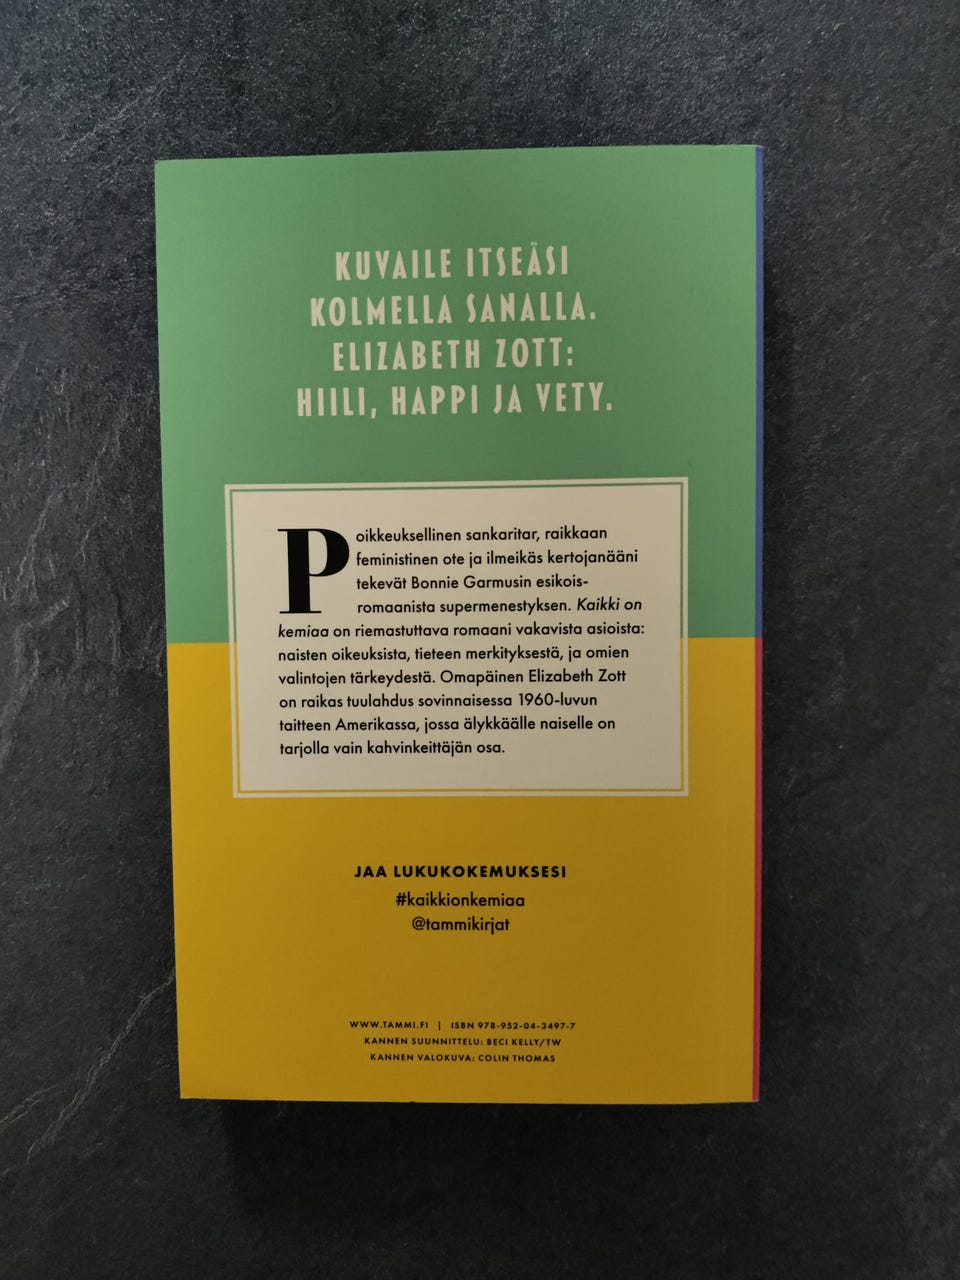 KUVAILE ITSEÄSI
KOLMELLA SANALLA.
ELIZABETH ZOTT:
HIILI, HAPPI JA VETY.
Poikkeuksellinen sankaritar, raikkaan
feministinen ote ja ilmeikäs kertojanääni
tekevät Bonnie Garmusin esikois-
romaanista supermenestyksen. Kaikki on
kemiaa on riemastuttava romaani vakavista asioista:
naisten oikeuksista, tieteen merkityksestä, ja omien
valintojen tärkeydestä. Omapäinen Elizabeth Zott
on raikas tuulahdus sovinnaisessa 1960-luvun
taitteen Amerikassa, jossa älykkäälle naiselle on
tarjolla vain kahvinkeittäjän osa.
JAA LUKUKOKEMUKSESI
#kaikkionkemiaa
@tammikirjat
WWW.TAMMI.FI | ISBN 978-952-04-3497-7
KANNEN SUUNNITTELU: BECI KELLY/TW
KANNEN VALOKUVA: COLIN THOMAS